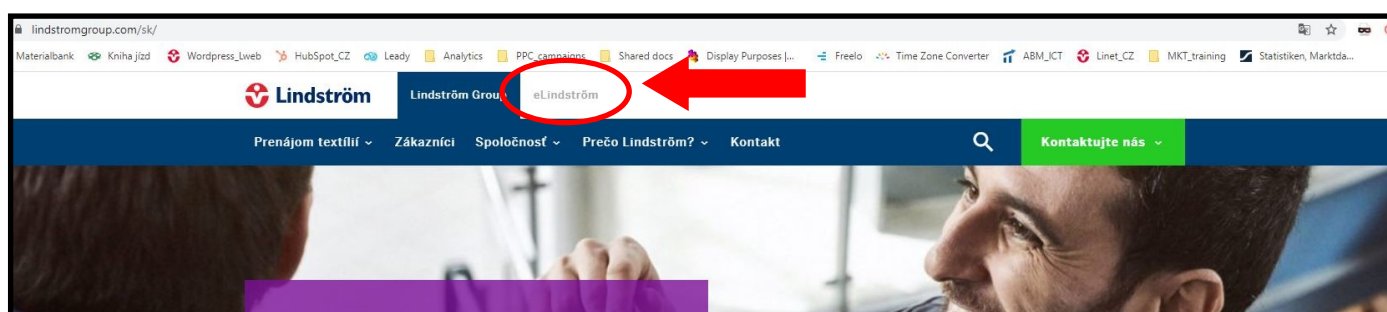 lindstromgroup.com/sk/
Materialbank Kniha jízd Wordpress_Lweb HubSpot_CZ Leady Analytics PPC_campaigns Shared docs Display Purposes |... Freelo Time Zone Converter ABM_ICT Linet_CZ MKT_training Statistiken, Marktda...
Lindström Lindström Group eLindström
Prenájom textílií Zákazníci Spoločnosť Prečo Lindström? Kontakt Kontaktujte nás